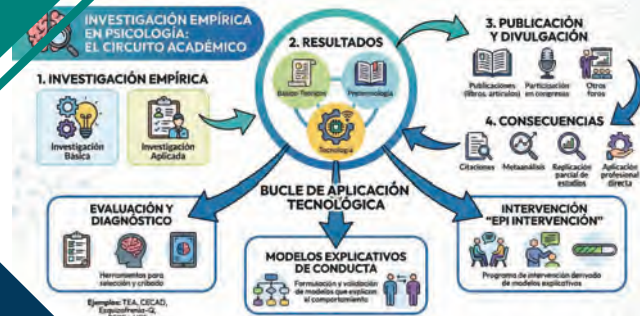 INVESTIGACIÓN EMPÍRICA
EN PSICOLOGÍA:
EL CIRCUITO ACADÉMICO
1. INVESTIGACIÓN EMPÍRICA
Investigación
Básica
Investigación
Aplicada
2. RESULTADOS
Básico Teóricos
Tecnología
3. PUBLICACIÓN
Y DIVULGACIÓN
Publicaciones
(libros, artículos)
Participación
en congresos
Otros
foros
4. CONSECUENCIAS
Citaciones
Metaanálisis
Replicación
parcial de
estudios
Aplicación
profesional
directa
BUCLE DE APLICACIÓN
TECNOLÓGICA
EVALUACIÓN Y
DIAGNÓSTICO
Herramientas para
selección y cribado
Ejemplos: TEA, CECAD,
Esquizofrenia-Q,
MODELOS EXPLICATIVOS
DE CONDUCTA
Formulación y validación
de modelos que explican
el comportamiento
INTERVENCIÓN
"EPI INTERVENCIÓN"
Programa de intervención derivado
de modelos explicativos